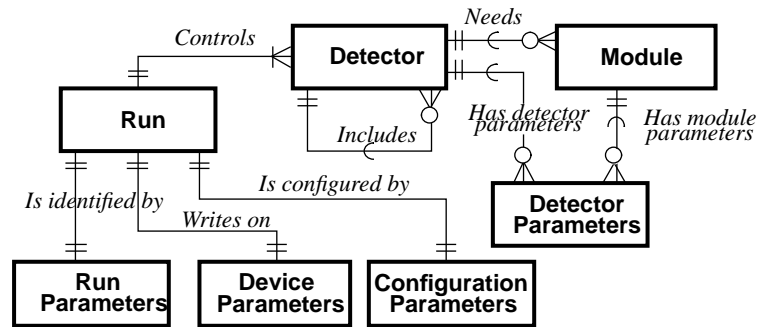 Needs
Controls
Detector
Module
Run
Has detector
parameters
Has module
parameters
Includes
Is configured by
Is identified by
Writes on
Detector
Parameters
Run
Parameters
Device
Parameters
Configuration
Parameters